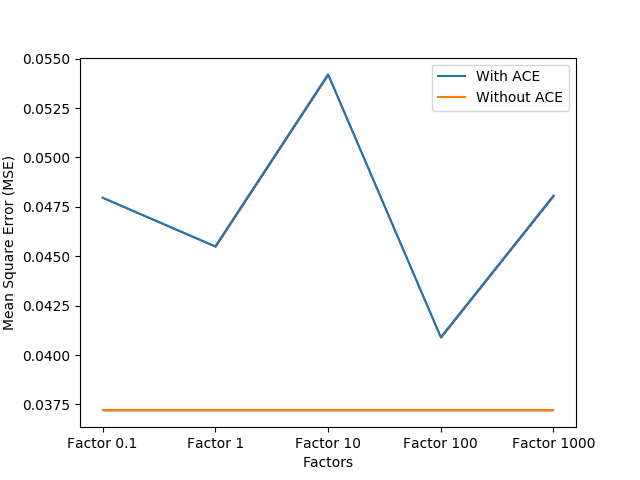 0.0550
0.0525
0.0500
0.0475
0.0450
0.0425
0.0400
0.0375
Mean Square Error (MSE)
With ACE
Without ACE
Factor 0.1 Factor 1 Factor 10 Factor 100 Factor 1000
Factors